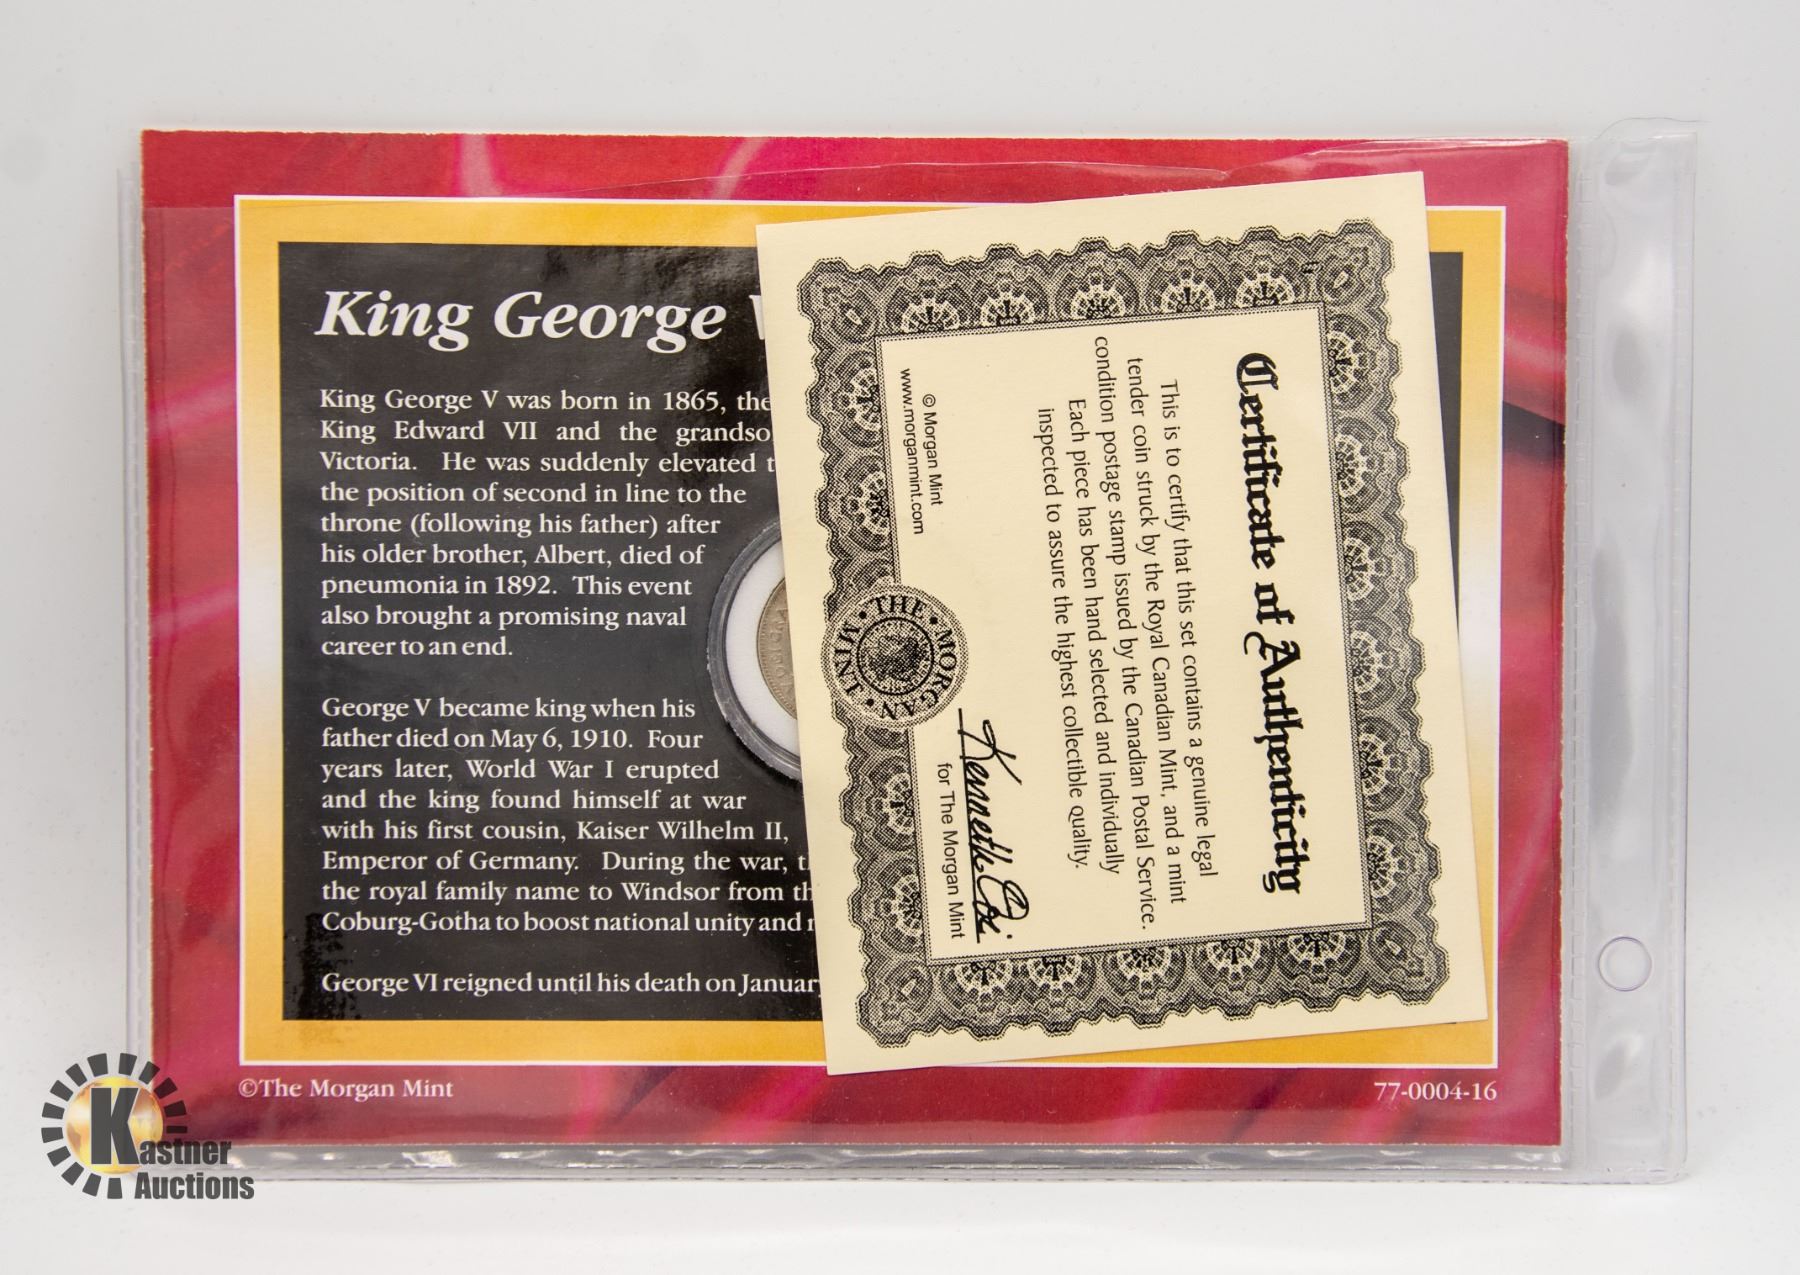 King George
King George V was born in 1865, the
King Edward VII and the
Victoria. He was suddenly elevated
the position of second in line to the
throne (following his father) after
his older brother, Albert, died of
pneumonia in 1892. This event
also brought a promising naval
career to an end.
George V became king when his
father died on May 6, 1910. Four
years later, World War I erupted
and the king found himself at war
with his first cousin, Kaiser Wilhelm II,
Emperor of Germany. During the war,
the royal family name to Windsor from
Coburg-Gotha to boost national unity and
George VI reigned until his death on
©The Morgan Mint
77-0004-16
Certificate of Authenticity
This is to certify that this set contains a genuine legal
tender coin struck by the Royal Canadian Mint, and a mint
condition postage stamp issued by the Canadian Postal Service.
Each piece has been hand selected and individually
inspected to assure the highest collectible quality.
© Morgan Mint
www.morganmint.com
THE • MORGAN • MINT •
for The Morgan Mint
Kastner
Auctions